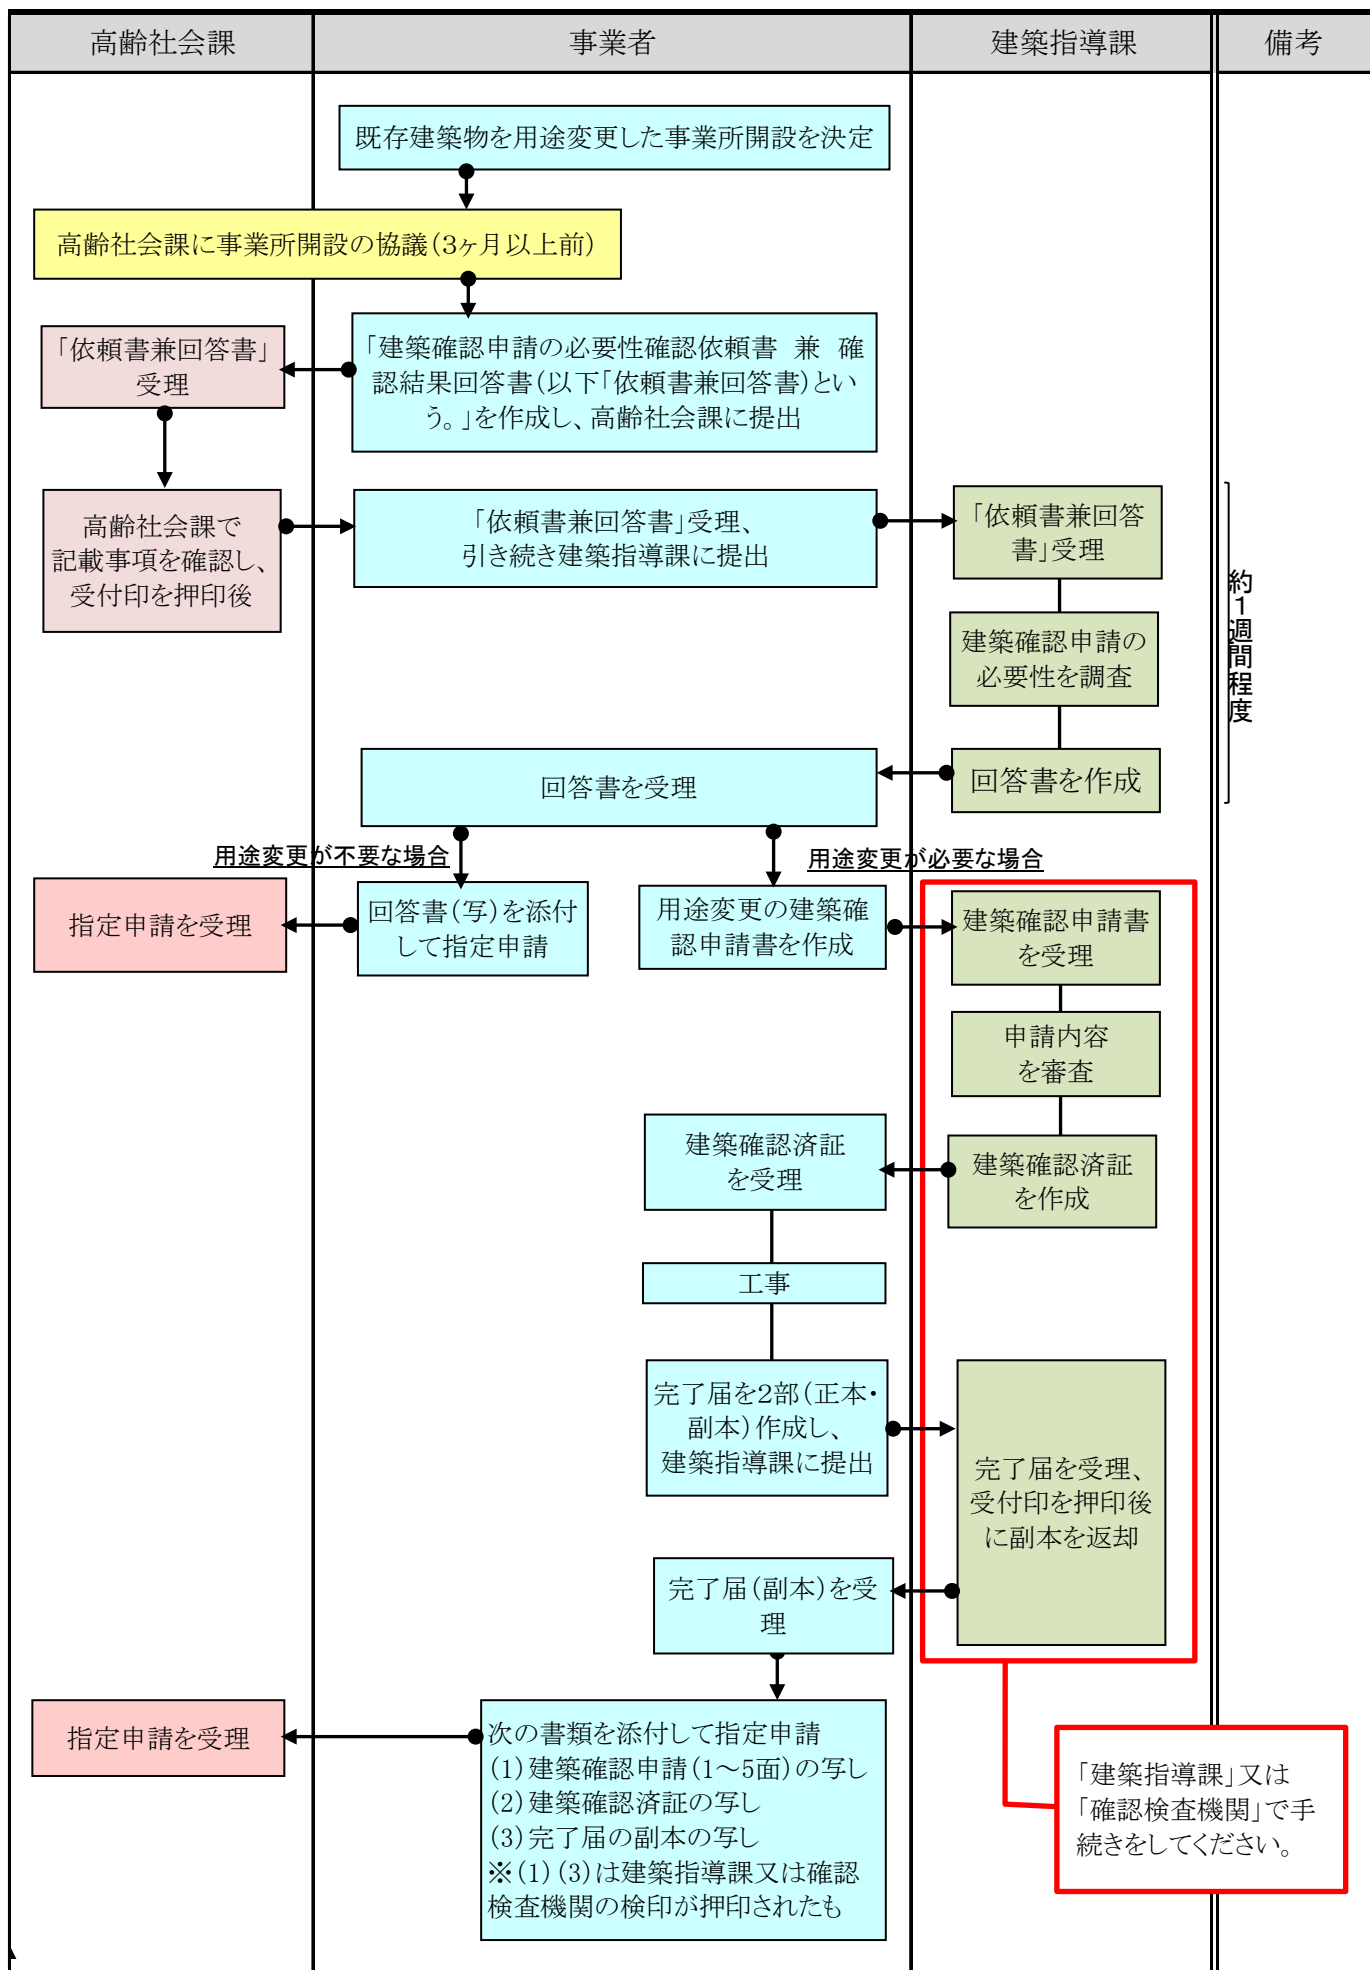 高齢社会課
事業者
建築指導課
備考
既存建築物を用途変更した事業所開設を決定
高齢社会課に事業所開設の協議（3ヶ月以上前）
「依頼書兼回答書」
受理
「建築確認申請の必要性確認依頼書 兼 確
認結果回答書（以下「依頼書兼回答書）とい
う。」を作成し、高齢社会課に提出
高齢社会課で
記載事項を確認し、
受付印を押印後
「依頼書兼回答書」受理、
引き続き建築指導課に提出
「依頼書兼回答
書」受理
約1週間程度
建築確認申請の
必要性を調査
回答書を受理
回答書を作成
用途変更が不要な場合
用途変更が必要な場合
指定申請を受理
回答書（写）を添付
して指定申請
用途変更の建築確
認申請書を作成
建築確認申請書
を受理
申請内容
を審査
建築確認済証
を受理
建築確認済証
を作成
工事
完了届を2部（正本・
副本）作成し、
建築指導課に提出
完了届を受理、
受付印を押印後
に副本を返却
完了届（副本）を受
理
指定申請を受理
次の書類を添付して指定申請
(1)建築確認申請（1～5面）の写し
(2)建築確認済証の写し
(3)完了届の副本の写し
※(1)(3)は建築指導課又は確認
検査機関の検印が押印されたも
「建築指導課」又は
「確認検査機関」で手
続きをしてください。